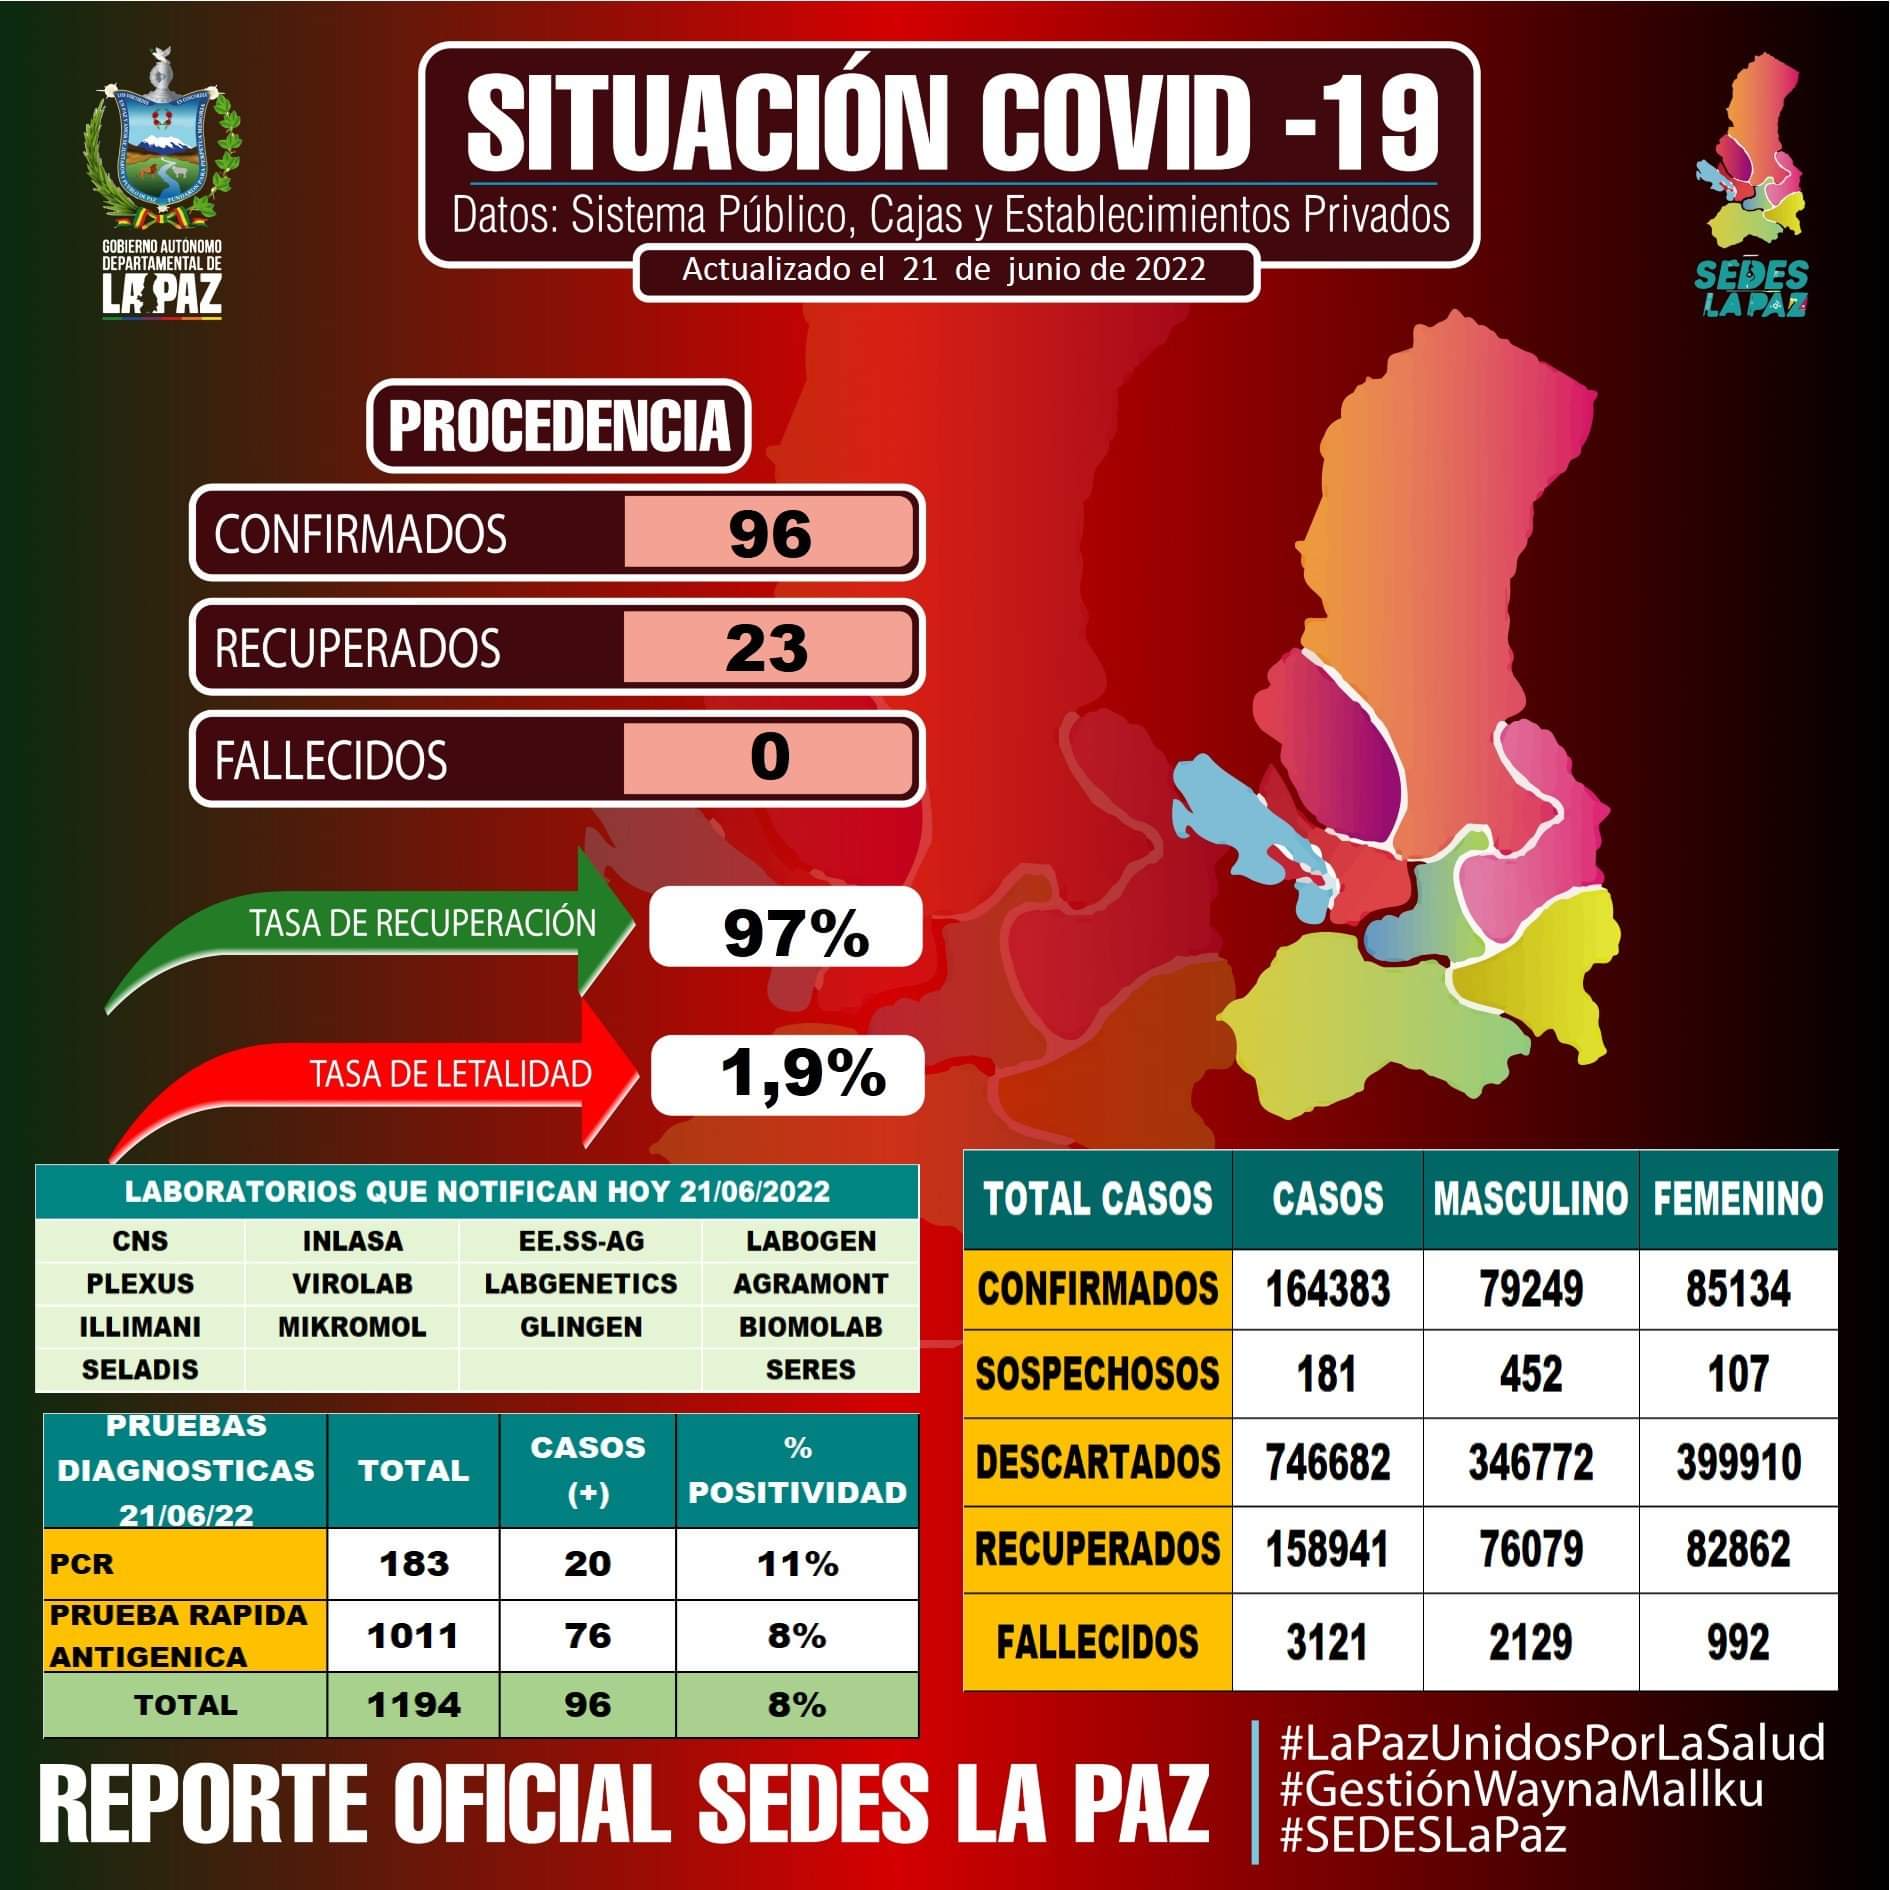 SITUACIÓN COVID -19
Datos: Sistema Público, Cajas y Establecimientos Privados
Actualizado el 21 de junio de 2022
GOBIERNO AUTÓNOMO
DEPARTAMENTAL DE
LA PAZ
SEDES
LA PAZ
PROCEDENCIA
CONFIRMADOS 96
RECUPERADOS 23
FALLECIDOS 0
TASA DE RECUPERACIÓN 97%
TASA DE LETALIDAD 1,9%
LABORATORIOS QUE NOTIFICAN HOY 21/06/2022
CNS INLASA EE.SS-AG LABOGEN
PLEXUS VIROLAB LABGENETICS AGRAMONT
ILLIMANI MIKROMOL GLINGEN BIOMOLAB
SELADIS SERES
PRUEBAS
DIAGNOSTICAS
21/06/22
TOTAL
CASOS
(+)
%
POSITIVIDAD
PCR 183 20 11%
PRUEBA RAPIDA
ANTIGENICA
1011 76 8%
TOTAL 1194 96 8%
TOTAL CASOS CASOS MASCULINO FEMENINO
CONFIRMADOS 164383 79249 85134
SOSPECHOSOS 181 452 107
DESCARTADOS 746682 346772 399910
RECUPERADOS 158941 76079 82862
FALLECIDOS 3121 2129 992
REPORTE OFICIAL SEDES LA PAZ
#LaPazUnidosPorLaSalud
#GestiónWaynaMallku
#SEDESLaPaz